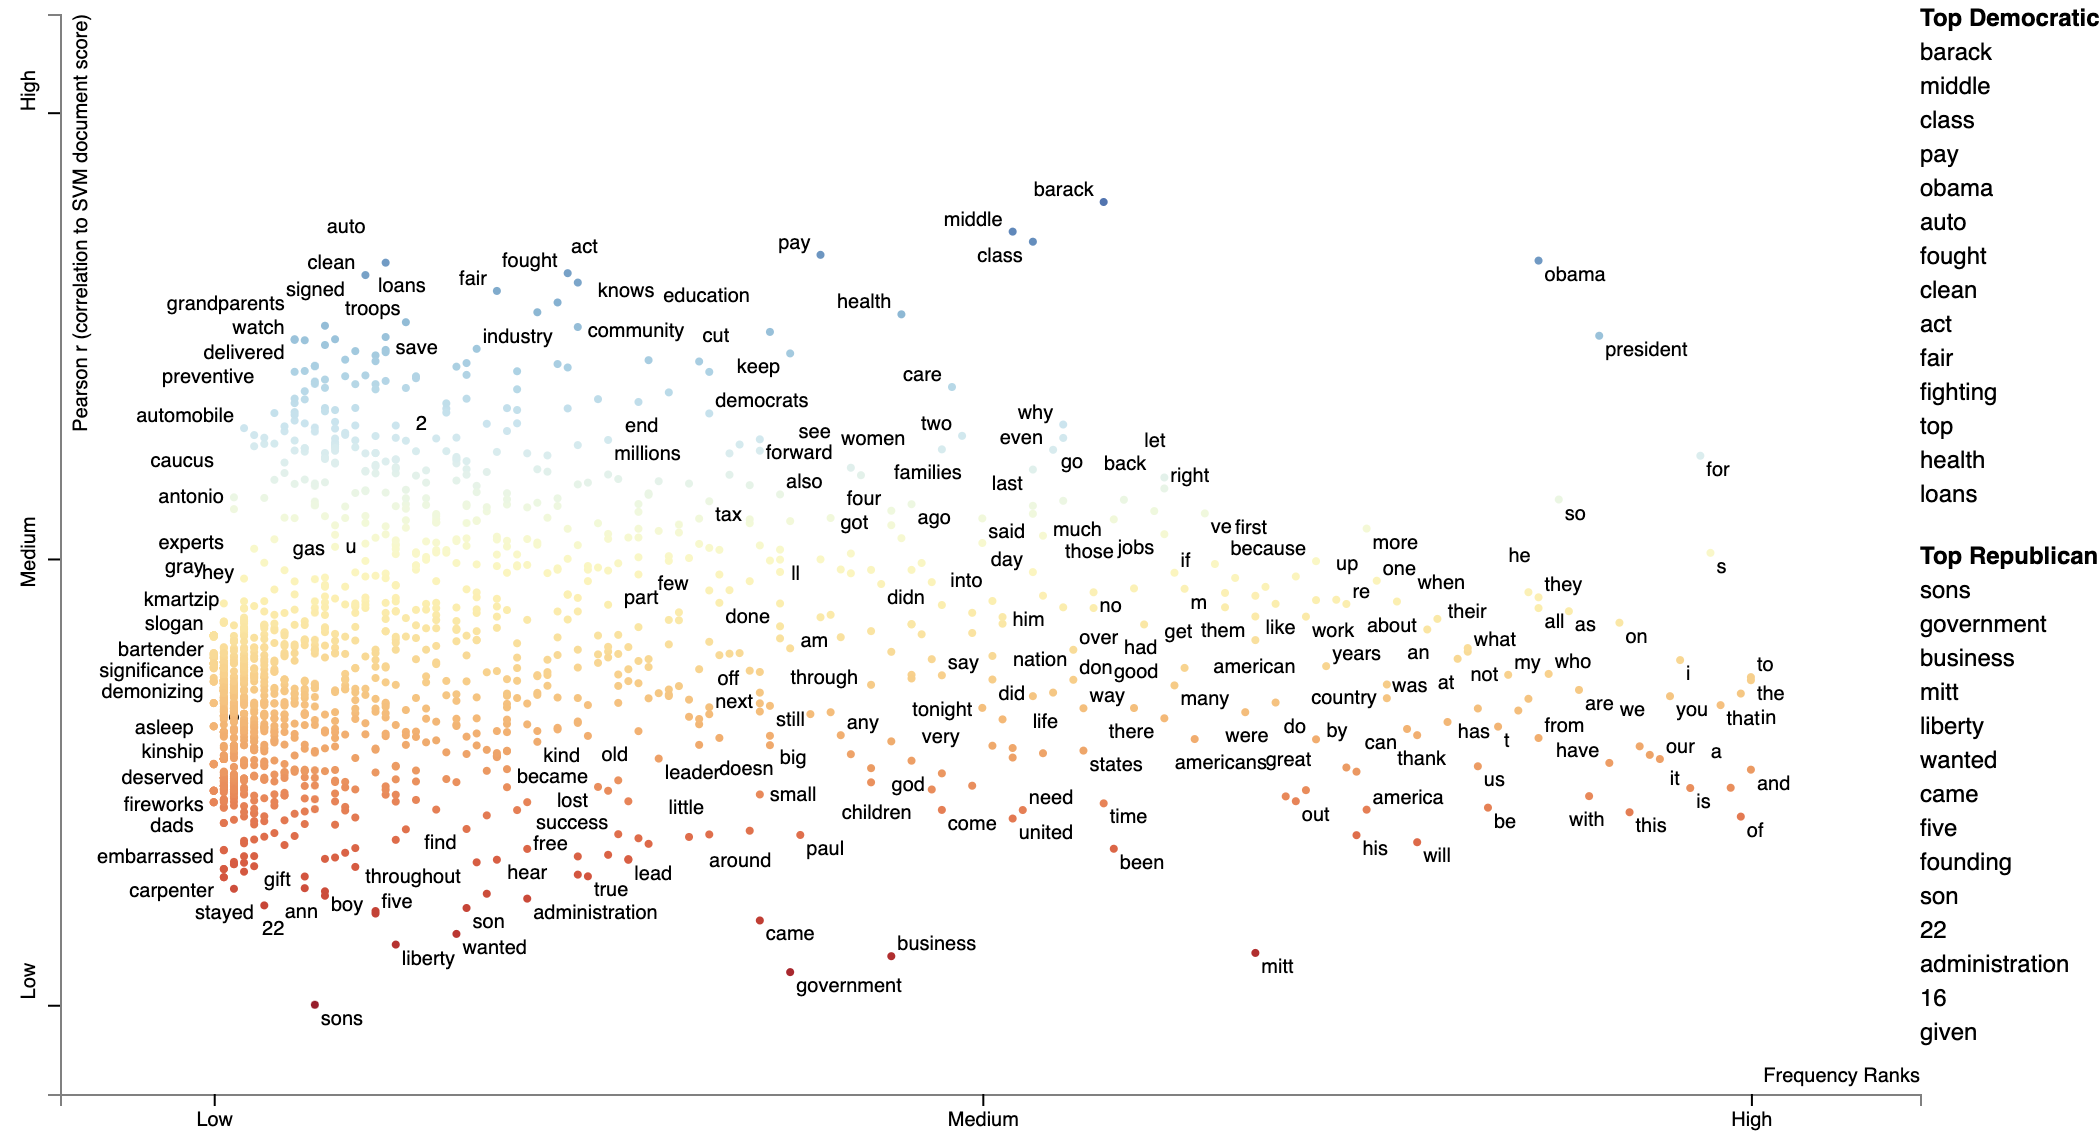 Top Democratic
barack
middle
class
pay
obama
auto
fought
clean
act
fair
fighting
top
health
loans
Top Republican
sons
government
business
mitt
liberty
wanted
came
five
founding
son
22
administration
16
given
High
Medium
Low
Pearson r (correlation to SVM document score)
Frequency Ranks
Low
Medium
High
barack
middle
class
pay
auto
act
fought
clean
loans
signed
fair
knows
education
obama
grandparents
troops
health
watch
industry
community
cut
president
delivered
save
keep
preventive
care
democrats
automobile
2
end
see
women
two
why
even
let
millions
forward
go
back
caucus
families
right
for
also
last
antonio
four
tax
got
ago
said
much
ve
first
so
experts
gas
u
those
jobs
because
more
he
gray
hey
ll
day
if
up
one
when
they
s
few
into
re
kmartzip
part
didn
no
m
their
slogan
done
him
get
them
like
work
about
all
as
on
bartender
am
over
had
what
significance
say
nation
don
good
american
years
an
my
who
i
to
demonizing
off
through
did
way
many
country
was
at
not
the
next
tonight
are
we
you
that
in
asleep
still
any
life
there
were
do
by
has
t
from
kinship
kind
old
very
can
have
our
a
deserved
became
leader
doesn
big
states
americans
great
thank
us
it
and
fireworks
lost
little
small
god
need
america
is
dads
success
children
come
united
time
out
be
with
this
of
find
free
paul
his
will
embarrassed
around
been
carpenter
gift
throughout
hear
lead
true
stayed
ann
boy
five
son
administration
22
wanted
came
business
liberty
government
mitt
sons